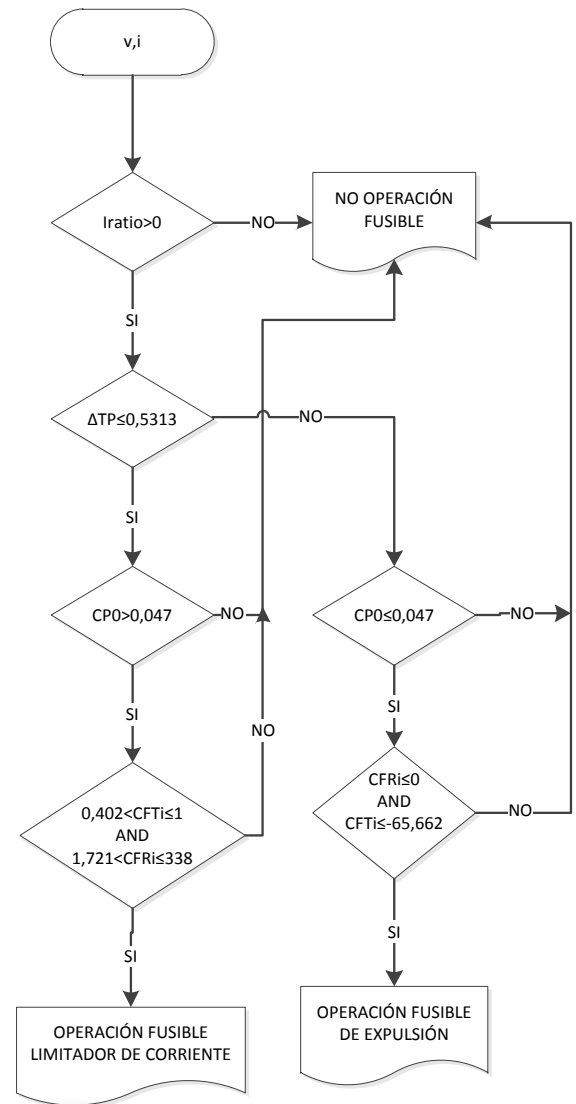 v,i
Iratio>0
NO
NO OPERACIÓN
FUSIBLE
SI
ΔTP≤0,5313
NO
SI
CP0>0,047
NO
CP0≤0,047
NO
SI
SI
NO
0,402<CFTi≤1
AND
1,721<CFRi≤338
CFRi≤0
AND
CFTi≤-65,662
NO
SI
SI
OPERACIÓN FUSIBLE
LIMITADOR DE CORRIENTE
OPERACIÓN FUSIBLE
DE EXPULSIÓN